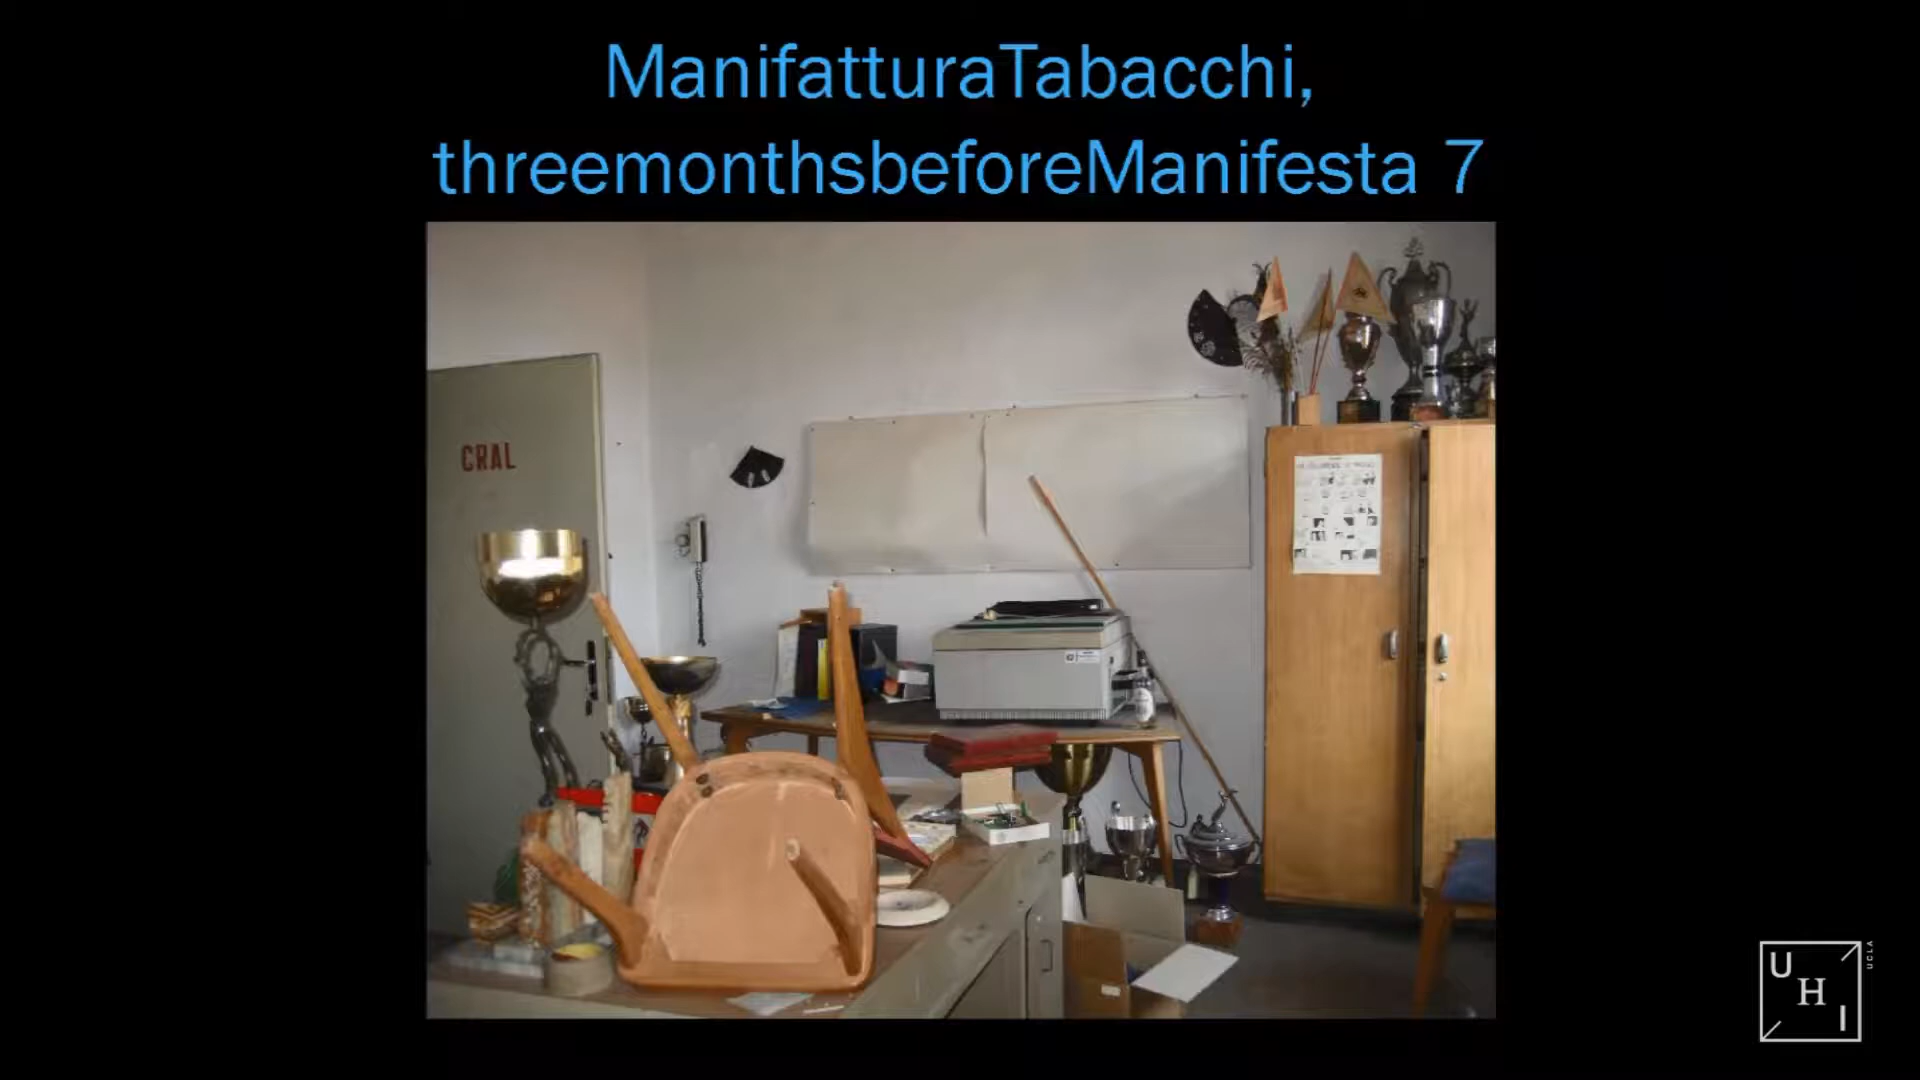 ManifatturaTabacchi,
threemonthsbeforeManifesta 7
CRAL
U
H
I
UCLA